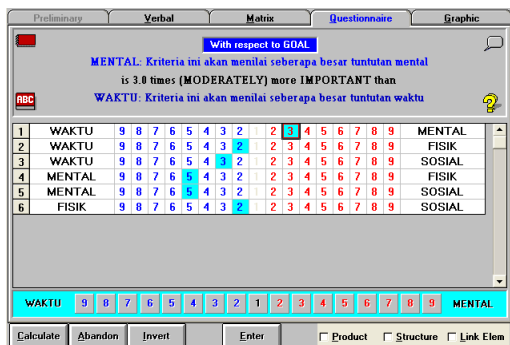 Preliminary Verbal Matrix Questionnaire Graphic
With respect to GOAL
MENTAL: Kriteria ini akan menilai seberapa besar tuntutan mental
is 3.0 times (MODERATELY) more IMPORTANT than
ABC
WAKTU: Kriteria ini akan menilai seberapa besar tuntutan waktu
?
1 WAKTU 9 8 7 6 5 4 3 2 1 2 3 4 5 6 7 8 9 MENTAL
2 WAKTU 9 8 7 6 5 4 3 2 1 2 3 4 5 6 7 8 9 FISIK
3 WAKTU 9 8 7 6 5 4 3 2 1 2 3 4 5 6 7 8 9 SOSIAL
4 MENTAL 9 8 7 6 5 4 3 2 1 2 3 4 5 6 7 8 9 FISIK
5 MENTAL 9 8 7 6 5 4 3 2 1 2 3 4 5 6 7 8 9 SOSIAL
6 FISIK 9 8 7 6 5 4 3 2 1 2 3 4 5 6 7 8 9 SOSIAL
WAKTU 9 8 7 6 5 4 3 2 1 2 3 4 5 6 7 8 9 MENTAL
Calculate Abandon Invert Enter Product Structure Link Elem